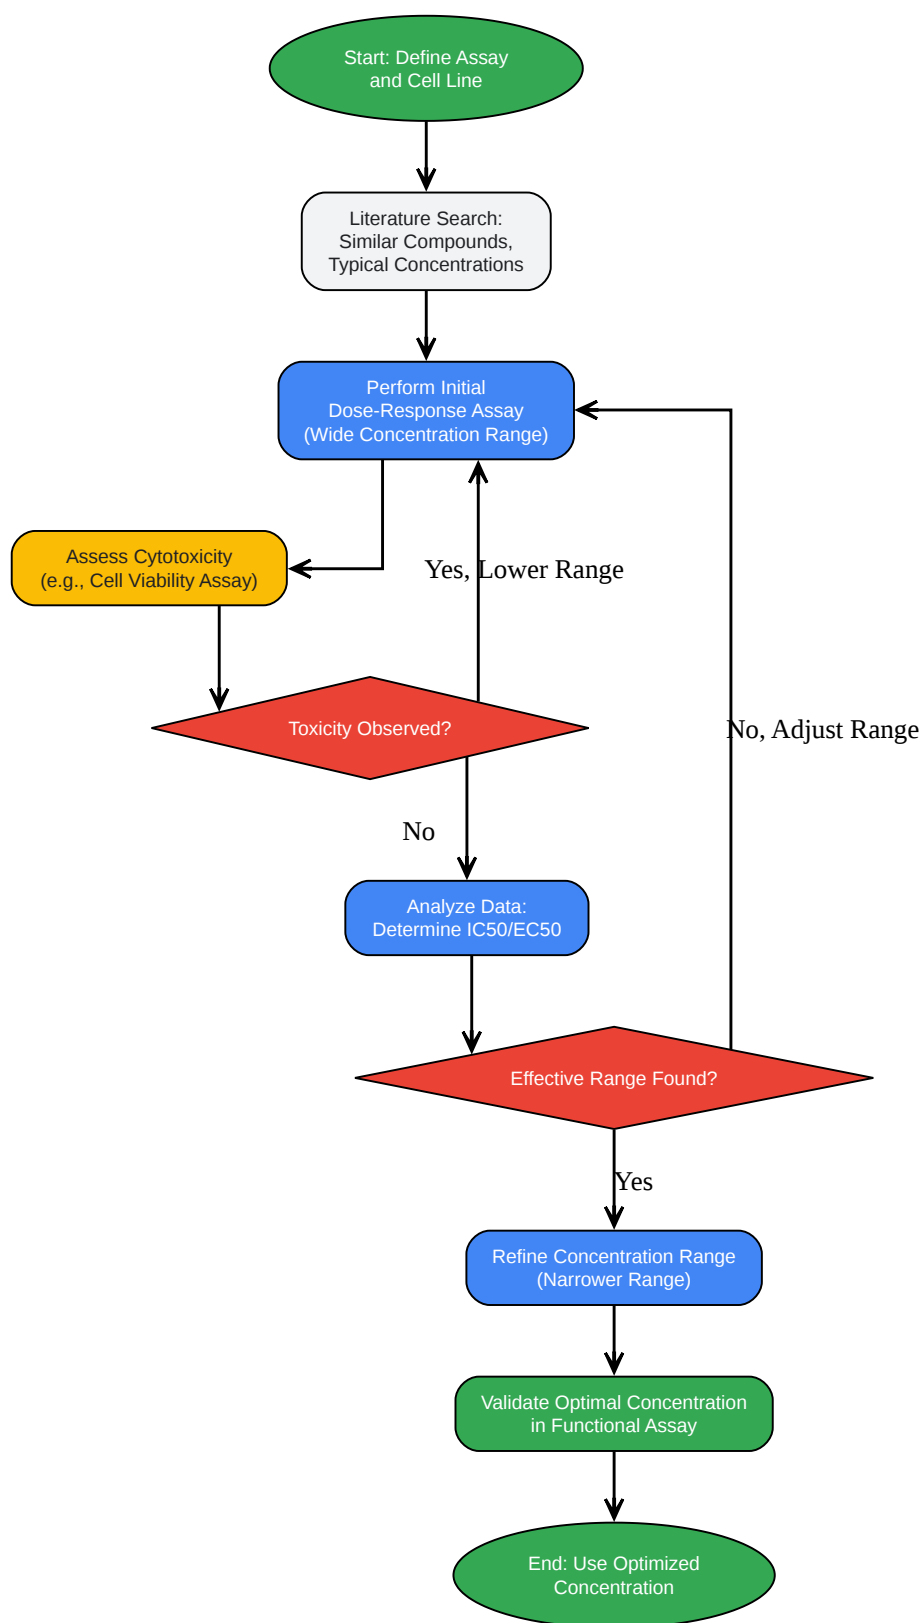 Start: Define Assay
and Cell Line
Literature Search:
Similar Compounds,
Typical Concentrations
Perform Initial
Dose-Response Assay
(Wide Concentration Range)
Assess Cytotoxicity
(e.g., Cell Viability Assay)
Yes, Lower Range
Toxicity Observed?
No, Adjust Range
No
Analyze Data:
Determine IC50/EC50
Effective Range Found?
Yes
Refine Concentration Range
(Narrower Range)
Validate Optimal Concentration
in Functional Assay
End: Use Optimized
Concentration